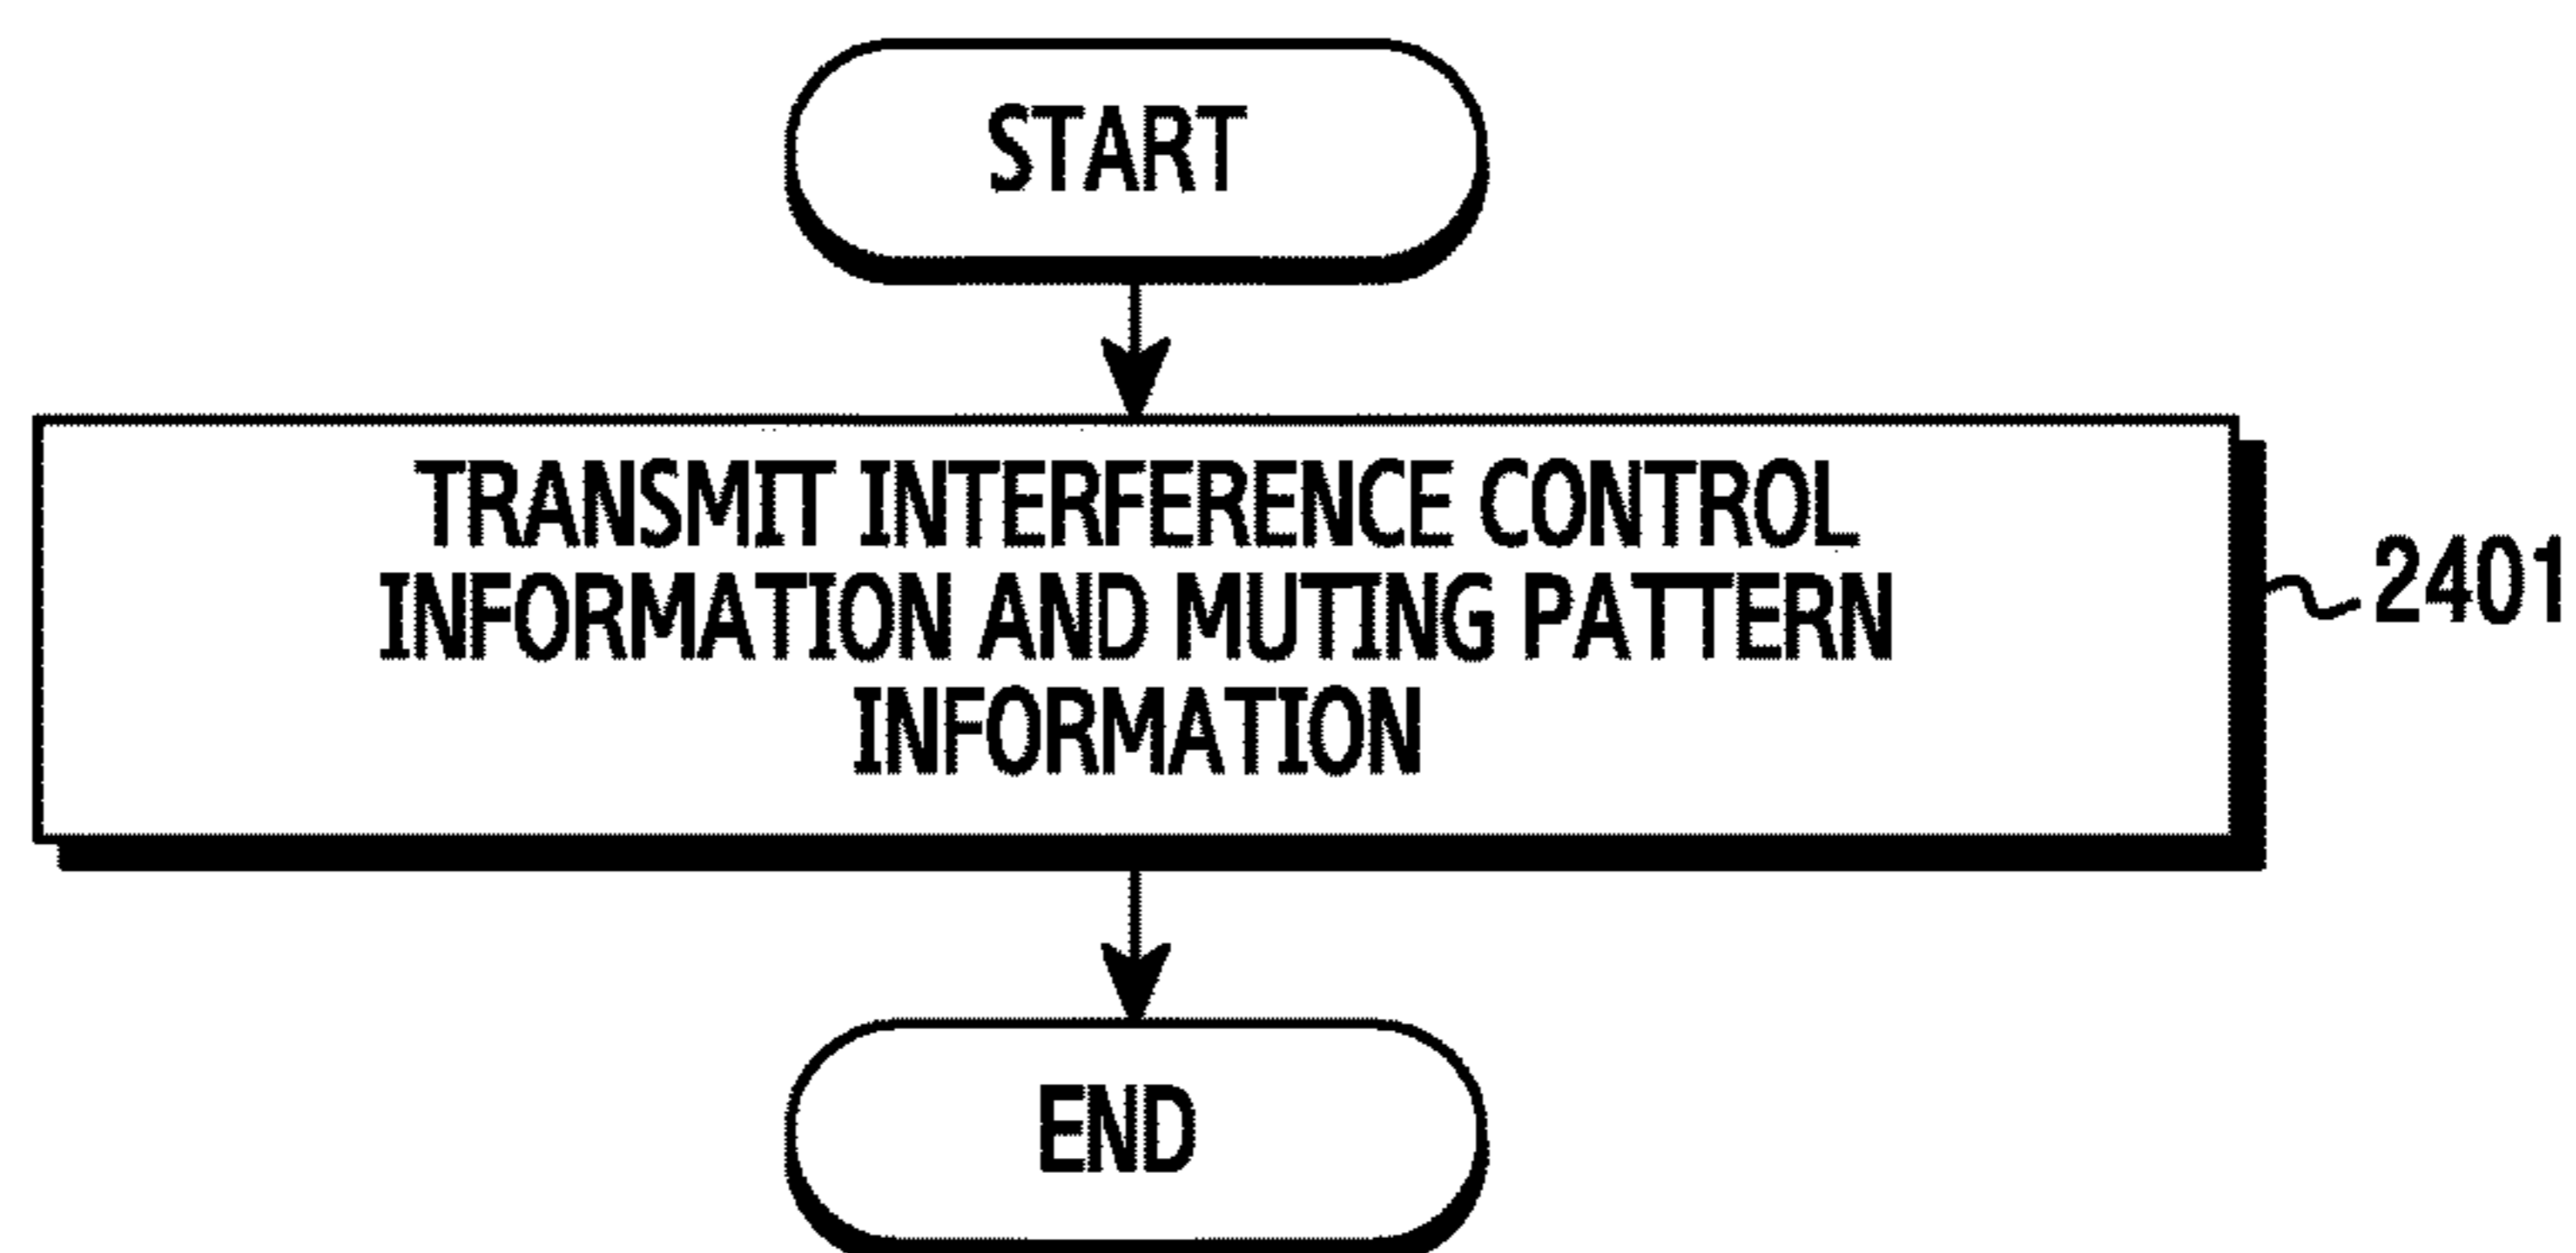 START
TRANSMIT INTERFERENCE CONTROL
INFORMATION AND MUTING PATTERN
INFORMATION
2401
END